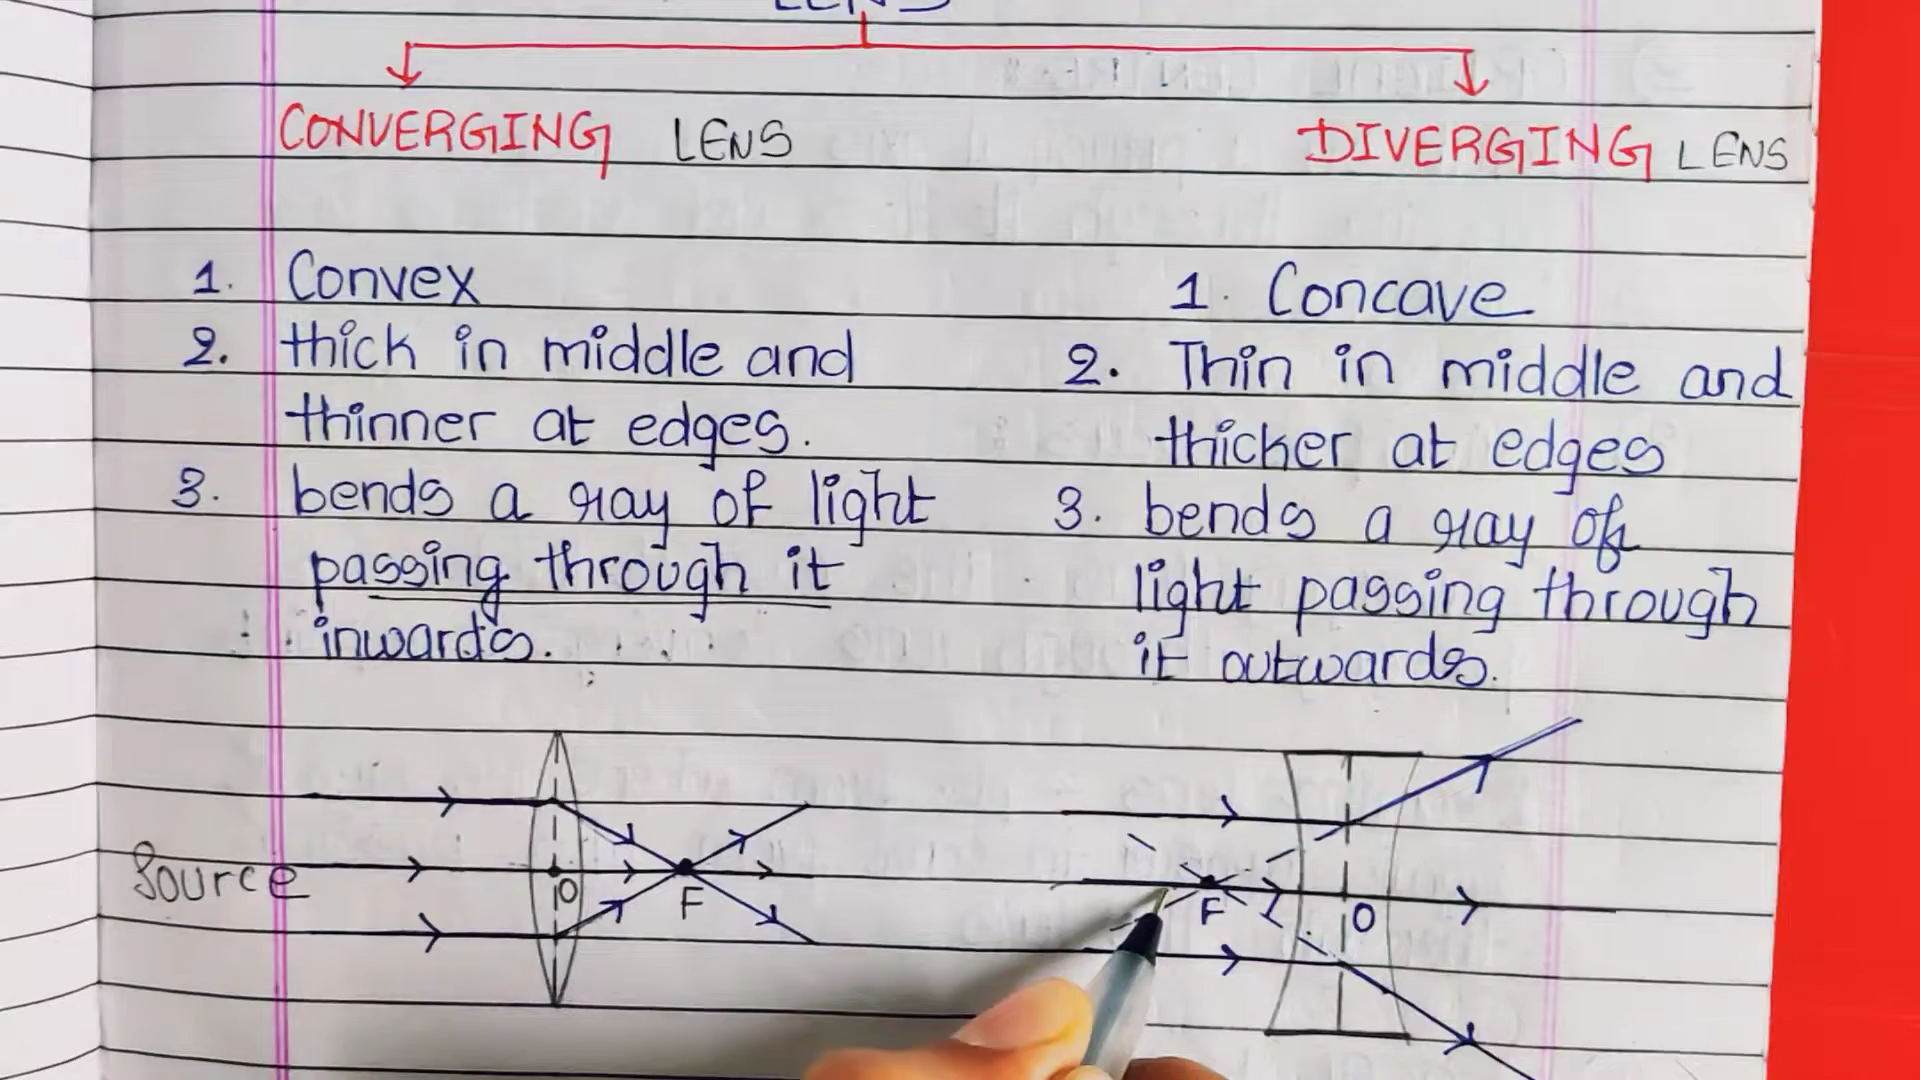 LENS
CONVERGING LENS
DIVERGING LENS
1. Convex
2. thick in middle and
thinner at edges.
3. bends a ray of light
passing through it
inwards.
1. Concave
2. Thin in middle and
thicker at edges
3. bends a ray of
light passing through
it outwards.
Source
O
F
F
O